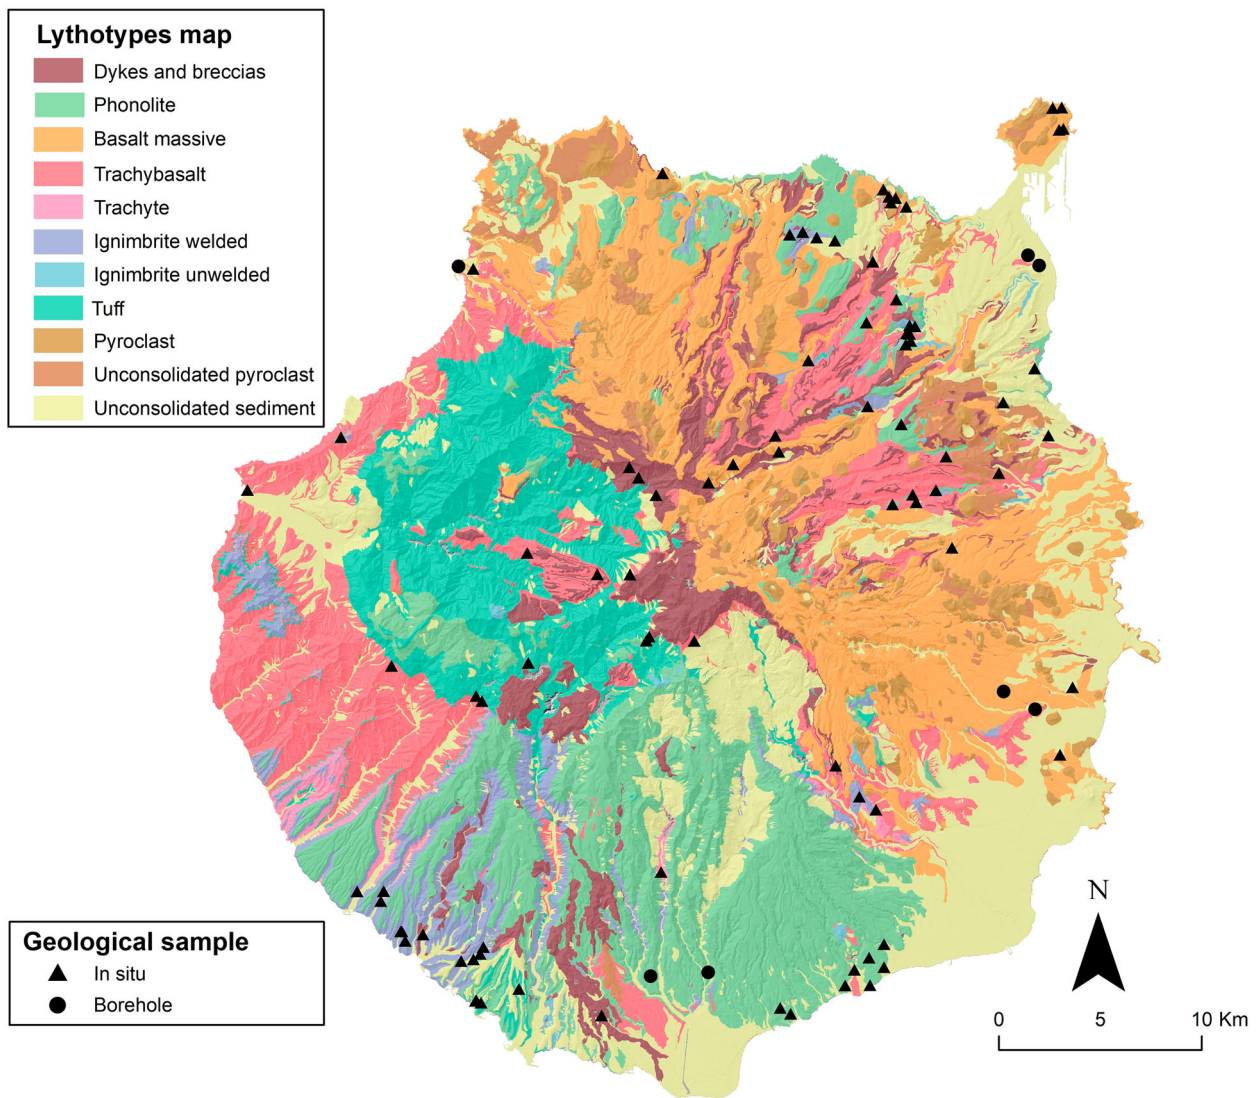 Lythotypes map
Dykes and breccias
Phonolite
Basalt massive
Trachybasalt
Trachyte
Ignimbrite welded
Ignimbrite unwelded
Tuff
Pyroclast
Unconsolidated pyroclast
Unconsolidated sediment
Geological sample
In situ
Borehole
N
0 5 10 Km